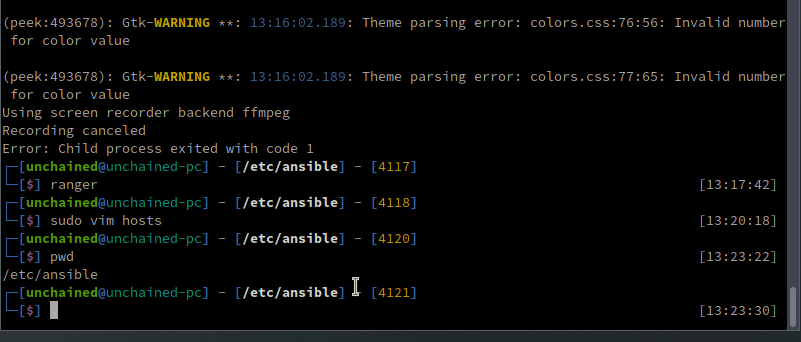 (peek:493678): Gtk-WARNING **: 13:16:02.189: Theme parsing error: colors.css:76:56: Invalid number
 for color value
(peek:493678): Gtk-WARNING **: 13:16:02.189: Theme parsing error: colors.css:77:65: Invalid number
 for color value
Using screen recorder backend ffmpeg
Recording canceled
Error: Child process exited with code 1
┌─[unchained@unchained-pc] - [/etc/ansible] - [4117]
└─[$] ranger [13:17:42]
┌─[unchained@unchained-pc] - [/etc/ansible] - [4118]
└─[$] sudo vim hosts [13:20:18]
┌─[unchained@unchained-pc] - [/etc/ansible] - [4120]
└─[$] pwd [13:23:22]
/etc/ansible
┌─[unchained@unchained-pc] - [/etc/ansible] - [4121]
└─[$] [13:23:30]